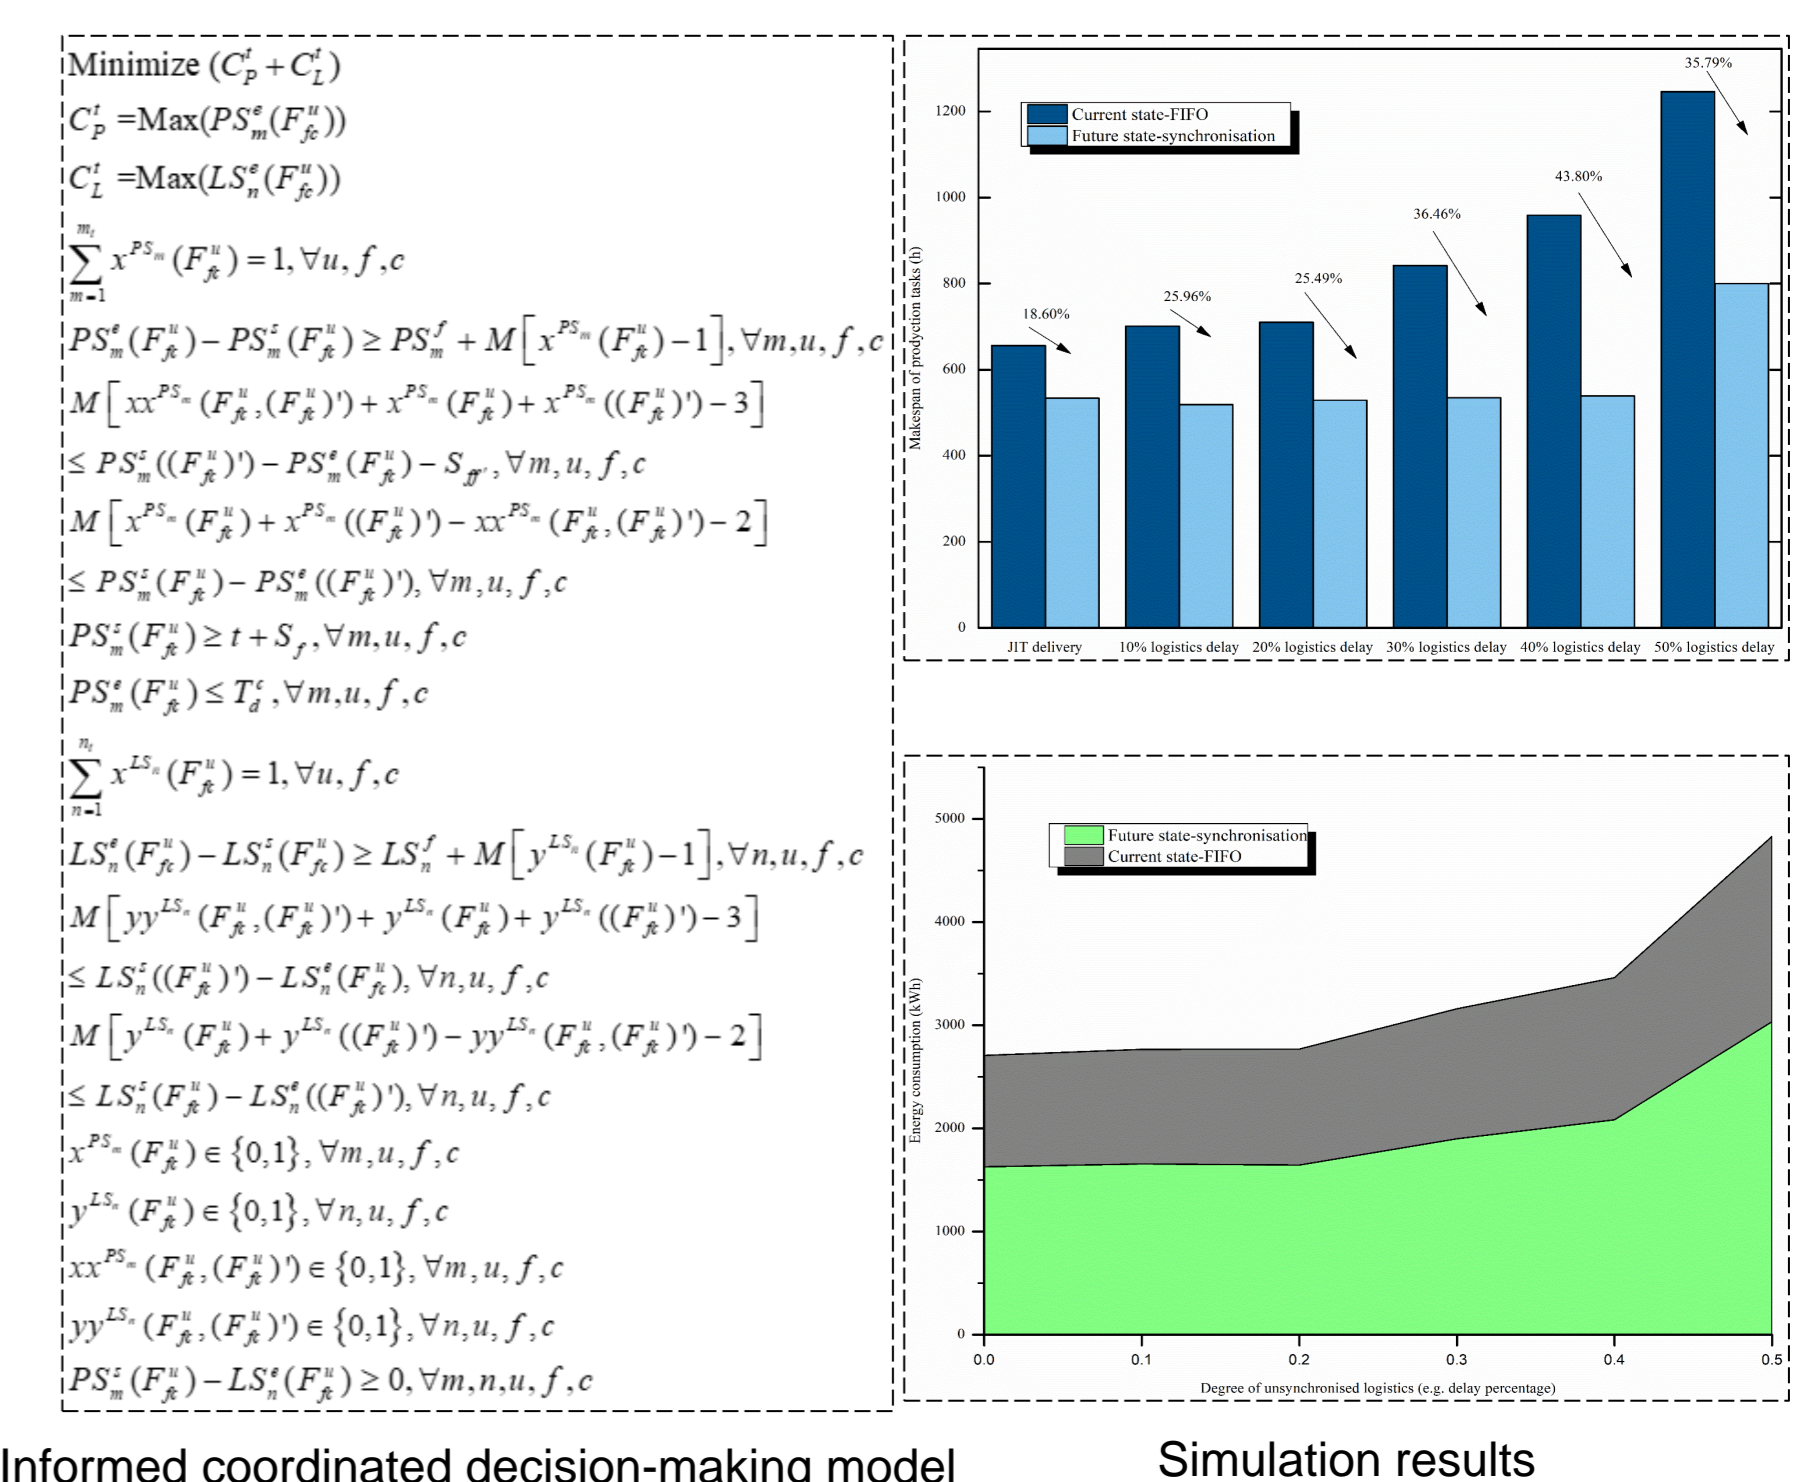 Minimize (C_P^t + C_L^t)
C_P^t =Max(PS_m^e(F_fc^u))
C_L^t =Max(LS_n^e(F_fc^u))
∑_{m=1}^{m_t} x^{PS_m}(F_fc^u) = 1, ∀u, f, c
PS_m^e(F_fc^u) − PS_m^s(F_fc^u) ≥ PS_m^f + M[x^{PS_m}(F_fc^u) − 1], ∀m,u, f,c
M[xx^{PS_m}(F_fc^u,(F_fc^u)') + x^{PS_m}(F_fc^u) + x^{PS_m}((F_fc^u)') − 3]
≤ PS_m^s((F_fc^u)') − PS_m^e(F_fc^u) − S_ff', ∀m,u, f,c
M[x^{PS_m}(F_fc^u) + x^{PS_m}((F_fc^u)') − xx^{PS_m}(F_fc^u,(F_fc^u)') − 2]
≤ PS_m^s(F_fc^u) − PS_m^e((F_fc^u)'), ∀m,u, f,c
PS_m^s(F_fc^u) ≥ t + S_f, ∀m,u, f,c
PS_m^e(F_fc^u) ≤ T_d^c, ∀m,u, f,c
∑_{n=1}^{n_t} x^{LS_n}(F_fc^u) = 1, ∀u, f,c
LS_n^e(F_fc^u) − LS_n^s(F_fc^u) ≥ LS_n^f + M[y^{LS_n}(F_fc^u) − 1], ∀n,u, f,c
M[yy^{LS_n}(F_fc^u,(F_fc^u)') + y^{LS_n}(F_fc^u) + y^{LS_n}((F_fc^u)') − 3]
≤ LS_n^s((F_fc^u)') − LS_n^e(F_fc^u), ∀n,u, f,c
M[y^{LS_n}(F_fc^u) + y^{LS_n}((F_fc^u)') − yy^{LS_n}(F_fc^u,(F_fc^u)') − 2]
≤ LS_n^s(F_fc^u) − LS_n^e((F_fc^u)'), ∀n,u, f,c
x^{PS_m}(F_fc^u) ∈ {0,1}, ∀m,u, f,c
y^{LS_n}(F_fc^u) ∈ {0,1}, ∀n,u, f,c
xx^{PS_m}(F_fc^u,(F_fc^u)') ∈ {0,1}, ∀m,u, f,c
yy^{LS_n}(F_fc^u,(F_fc^u)') ∈ {0,1}, ∀n,u, f,c
PS_m^s(F_fc^u) − LS_n^e(F_fc^u) ≥ 0, ∀m,n,u, f,c
Informed coordinated decision-making model
Makespan of prodyction tasks (h)
1200
1000
800
600
400
200
0
Current state-FIFO
Future state-synchronisation
18.60%
25.96%
25.49%
36.46%
43.80%
35.79%
JIT delivery
10% logistics delay
20% logistics delay
30% logistics delay
40% logistics delay
50% logistics delay
Energy consumption (kWh)
5000
4000
3000
2000
1000
0
Future state-synchronisation
Current state-FIFO
0.0
0.1
0.2
0.3
0.4
0.5
Degree of unsynchronised logistics (e.g. delay percentage)
Simulation results